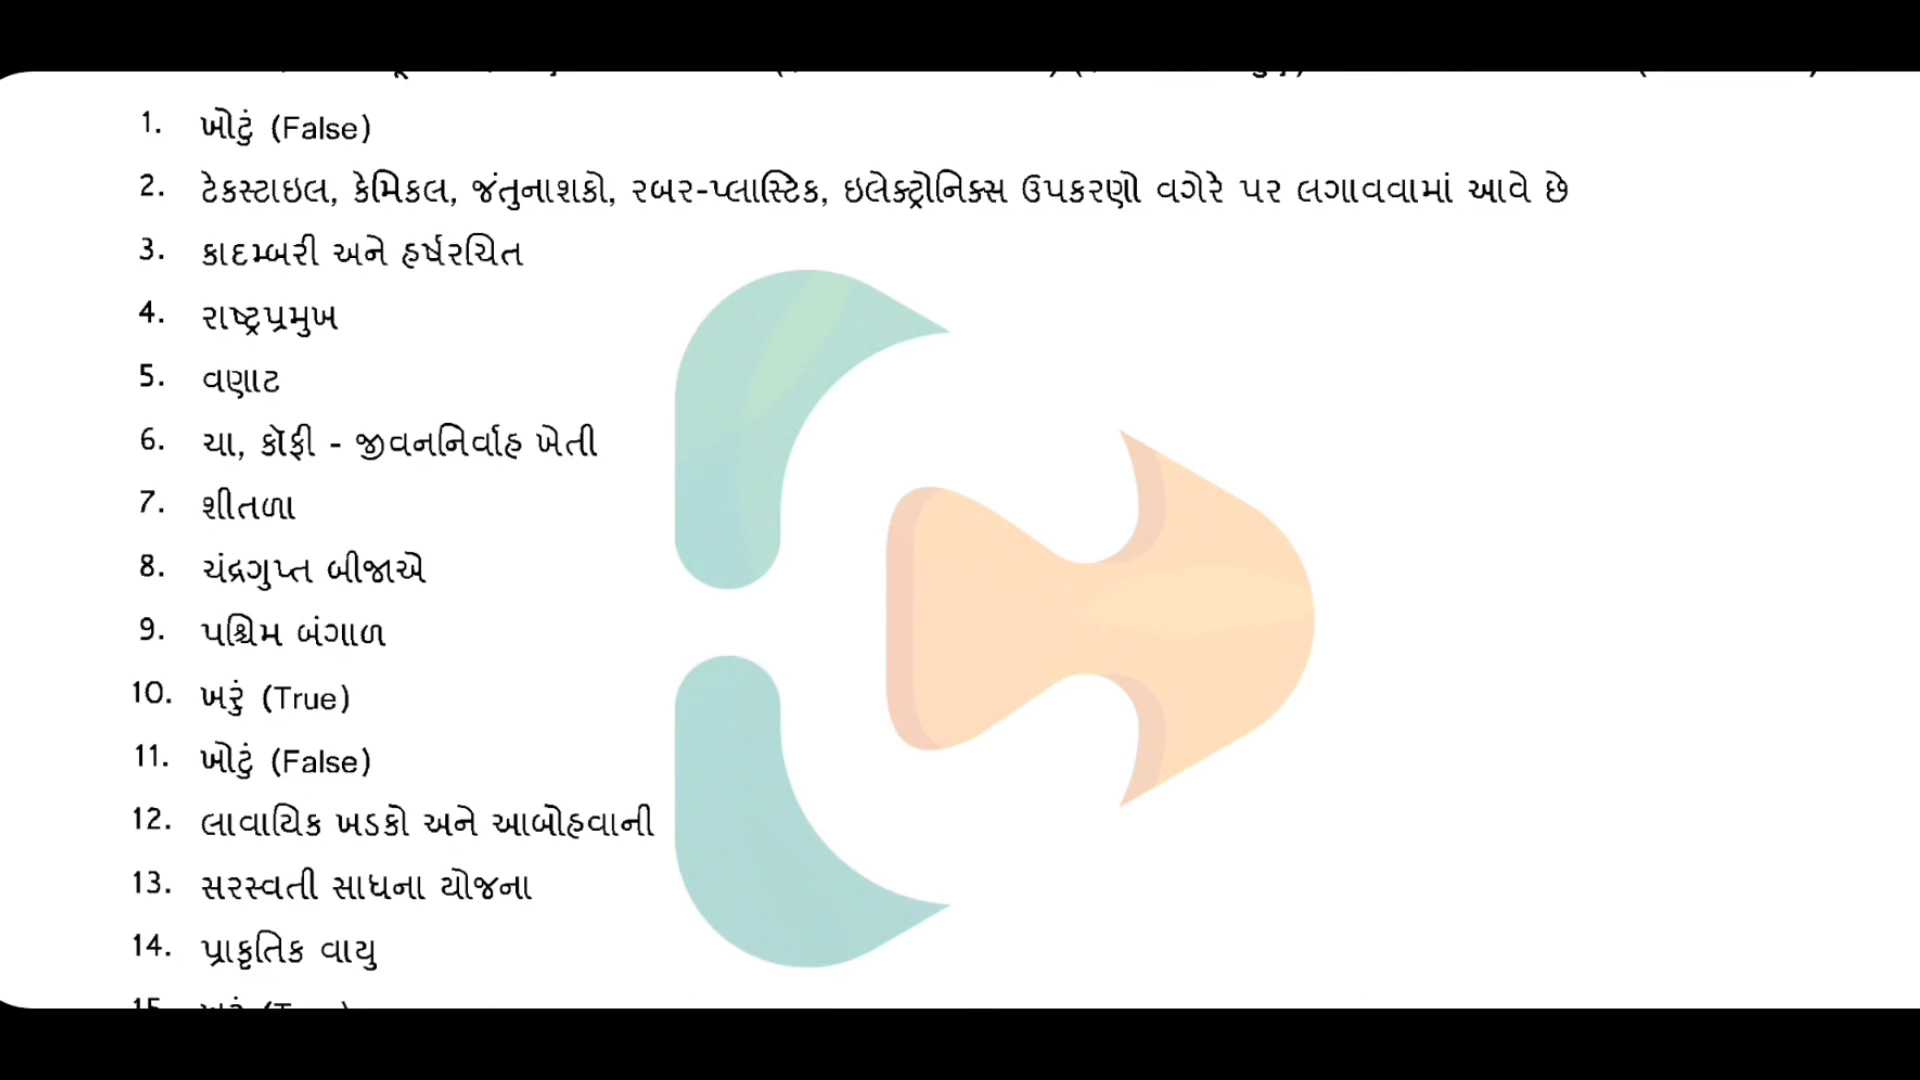 1. ખોટું (False)
2. ટેકસ્ટાઇલ, કેમિકલ, જંતુનાશકો, રબર-પ્લાસ્ટિક, ઇલેક્ટ્રોનિક્સ ઉપકરણો વગેરે પર લગાવવામાં આવે છે
3. કાદમ્બરી અને હર્ષરચિત
4. રાષ્ટ્રપ્રમુખ
5. વણાટ
6. ચા, કૉફી - જીવનનિર્વાહ ખેતી
7. શીતળા
8. ચંદ્રગુપ્ત બીજાએ
9. પશ્ચિમ બંગાળ
10. ખરું (True)
11. ખોટું (False)
12. લાવાયિક ખડકો અને આબોહવાની
13. સરસ્વતી સાધના યોજના
14. પ્રાકૃતિક વાયુ